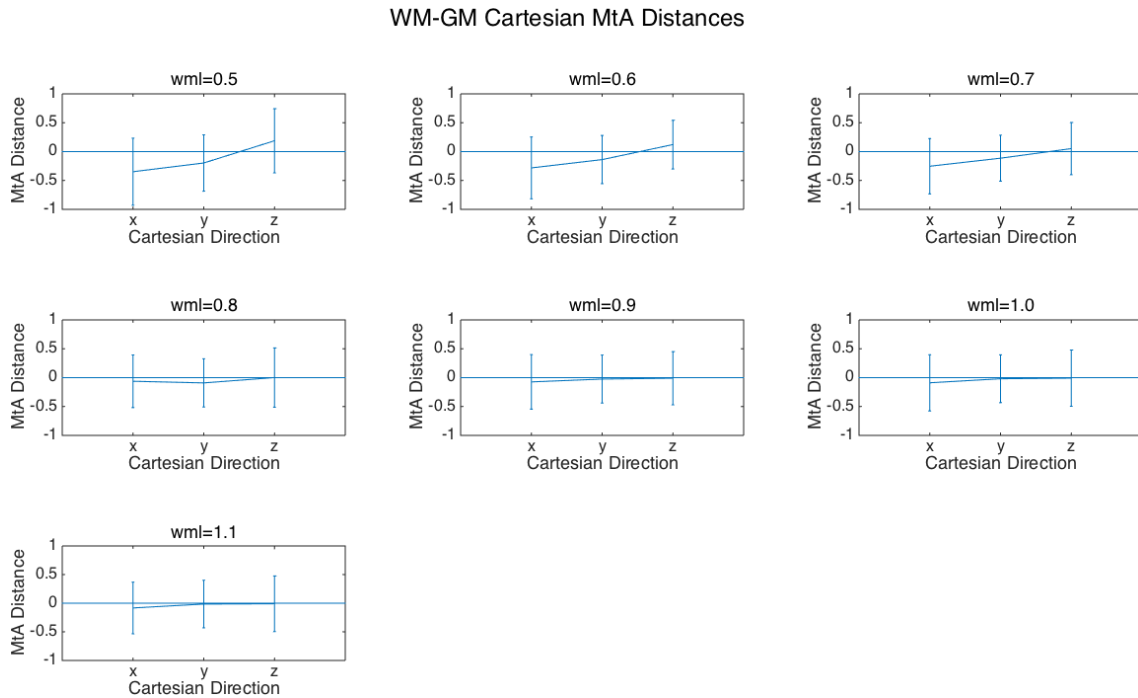 WM-GM Cartesian MtA Distances
wml=0.5
1
0.5
0
-0.5
-1
MtA Distance
x y z
Cartesian Direction
wml=0.6
1
0.5
0
-0.5
-1
MtA Distance
x y z
Cartesian Direction
wml=0.7
1
0.5
0
-0.5
-1
MtA Distance
x y z
Cartesian Direction
wml=0.8
1
0.5
0
-0.5
-1
MtA Distance
x y z
Cartesian Direction
wml=0.9
1
0.5
0
-0.5
-1
MtA Distance
x y z
Cartesian Direction
wml=1.0
1
0.5
0
-0.5
-1
MtA Distance
x y z
Cartesian Direction
wml=1.1
1
0.5
0
-0.5
-1
MtA Distance
x y z
Cartesian Direction